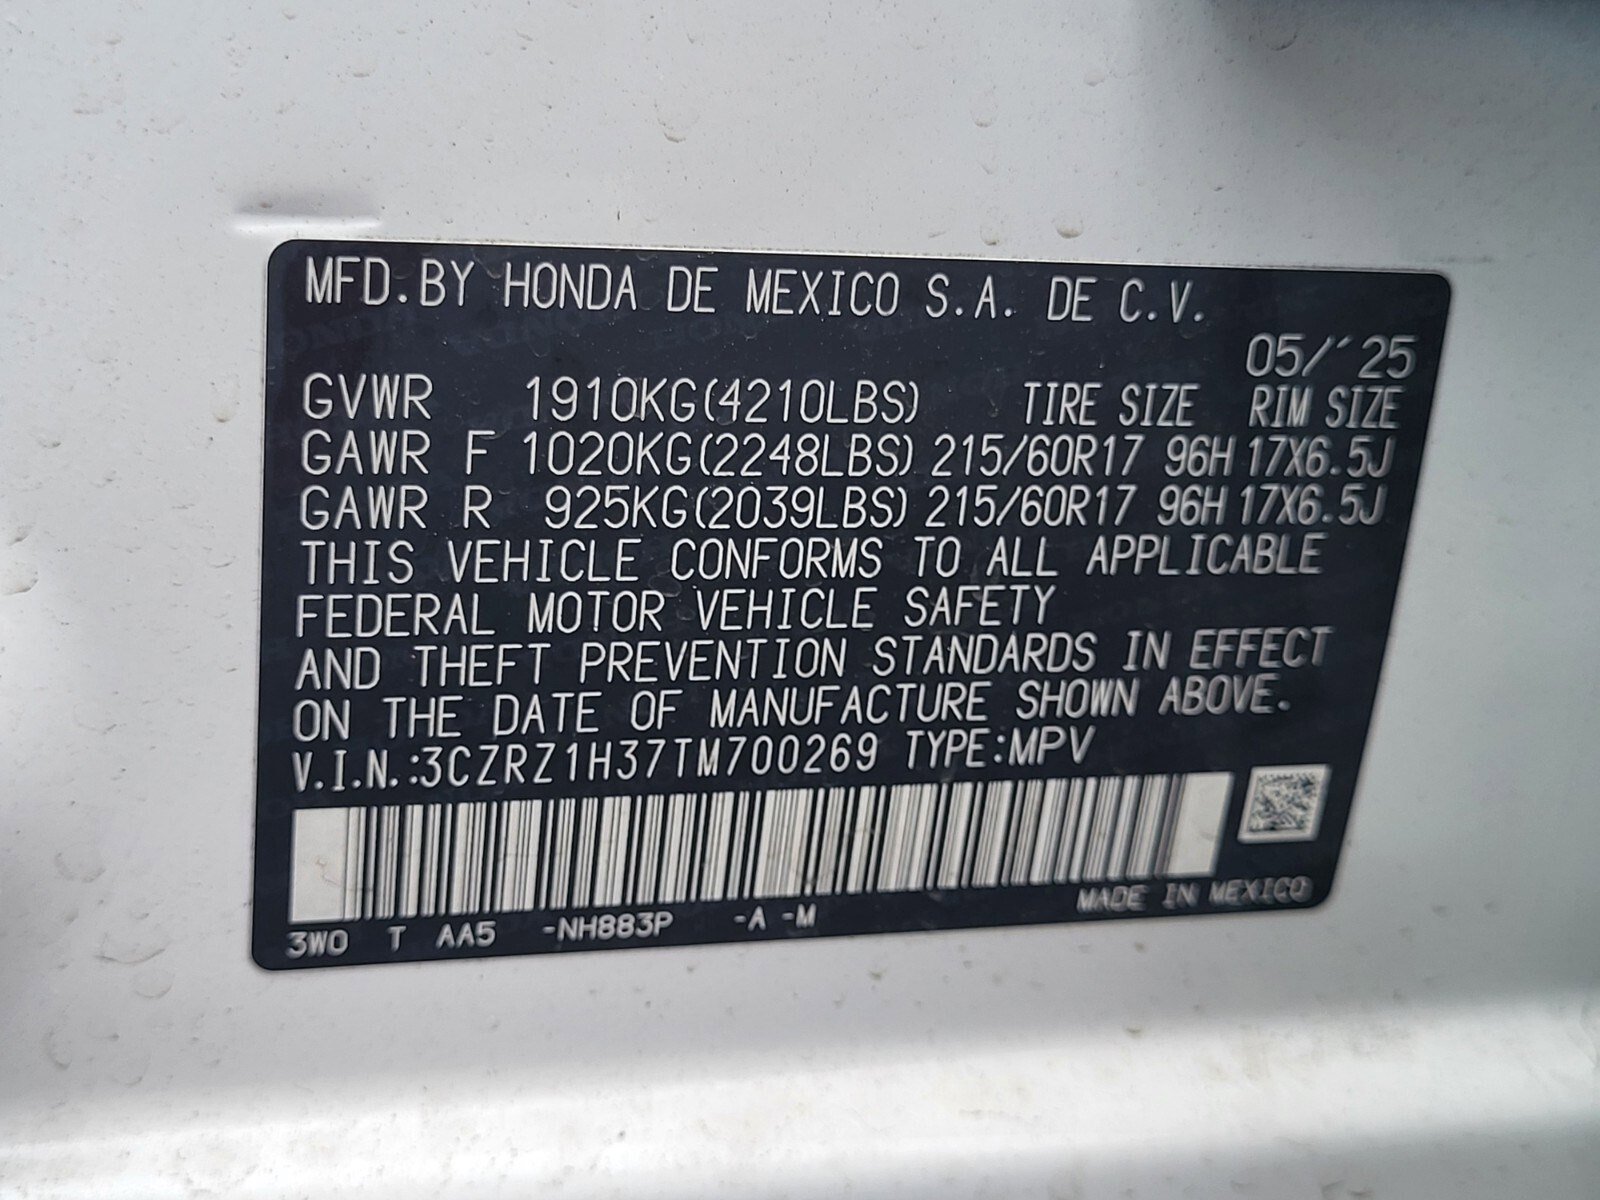 MFD.BY HONDA DE MEXICO S.A. DE C.V.
05/´25
GVWR 1910KG(4210LBS) TIRE SIZE RIM SIZE
GAWR F 1020KG(2248LBS) 215/60R17 96H 17X6.5J
GAWR R 925KG(2039LBS) 215/60R17 96H 17X6.5J
THIS VEHICLE CONFORMS TO ALL APPLICABLE
FEDERAL MOTOR VEHICLE SAFETY
AND THEFT PREVENTION STANDARDS IN EFFECT
ON THE DATE OF MANUFACTURE SHOWN ABOVE.
V.I.N.:3CZRZ1H37TM700269 TYPE:MPV
MADE IN MEXICO
3W0 T AA5 -NH883P -A -M